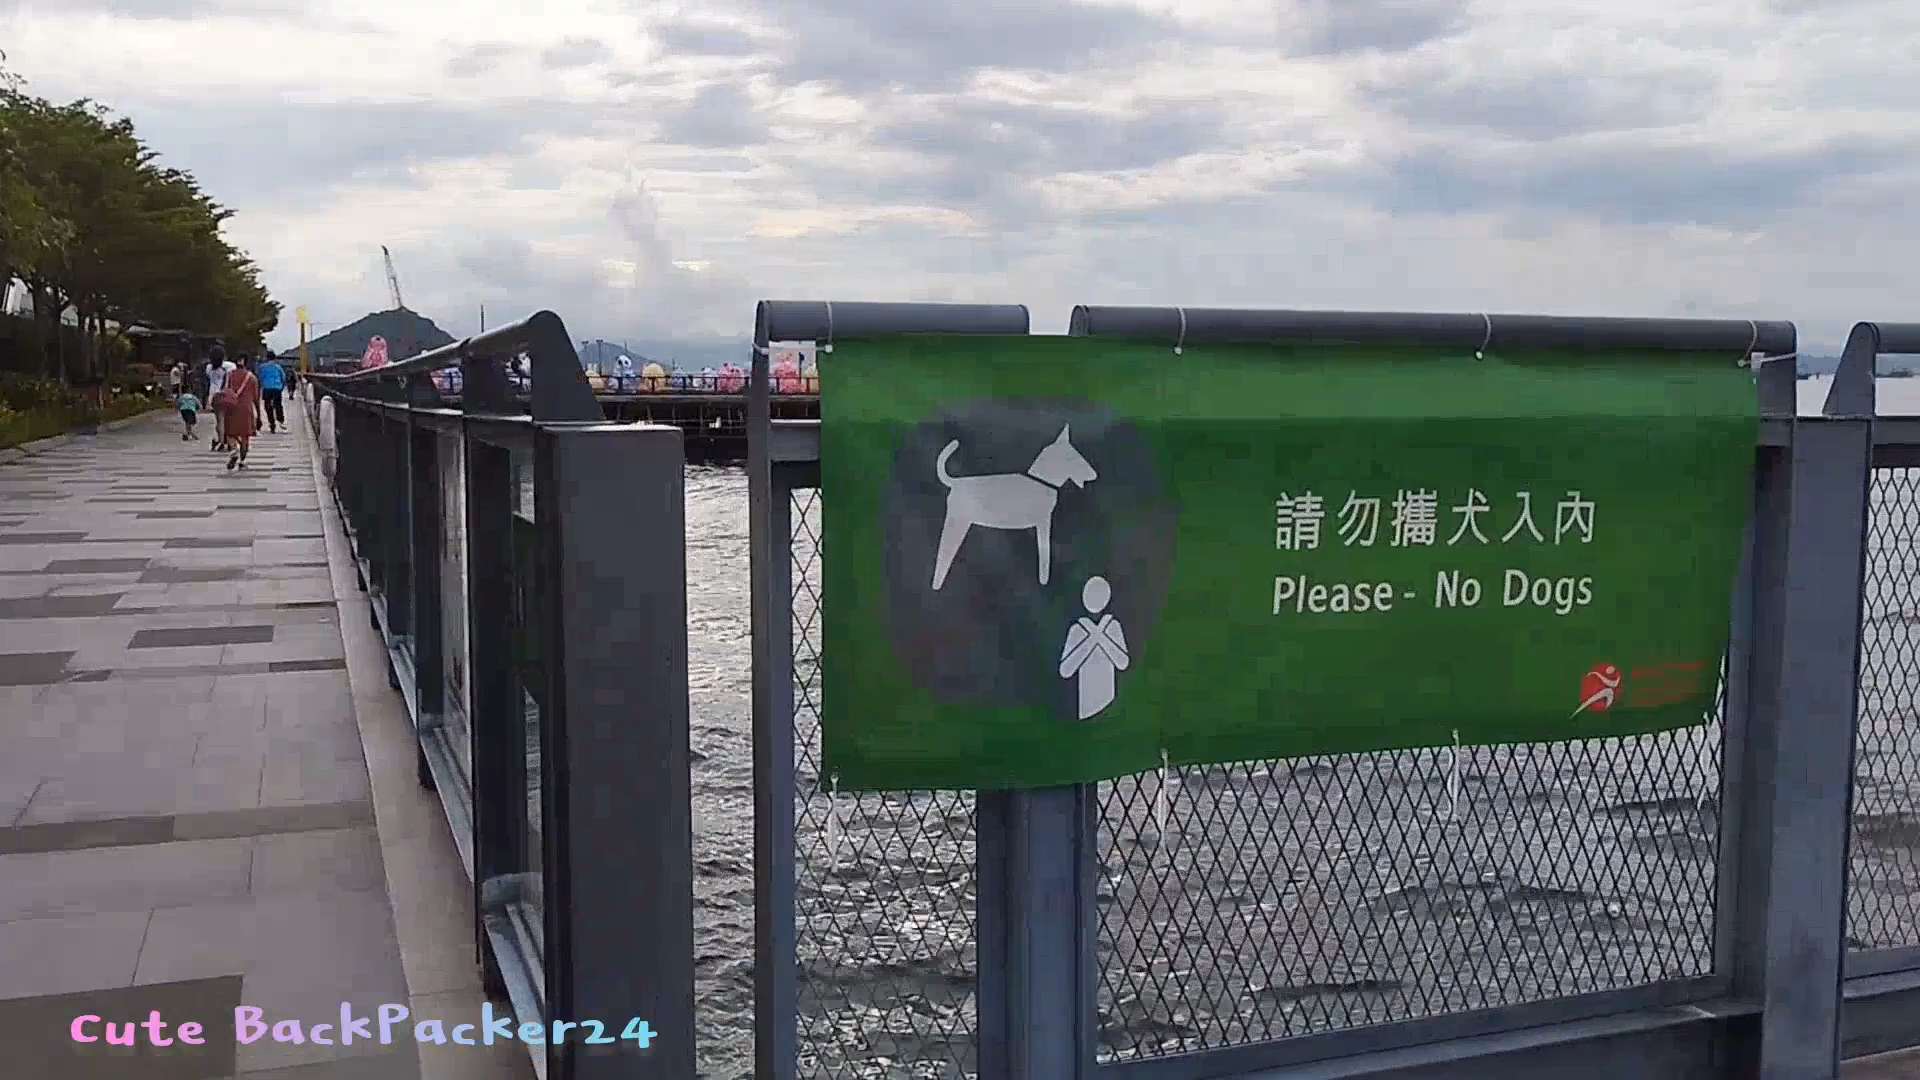 請勿攜犬入內
Please - No Dogs
Cute BackPacker24